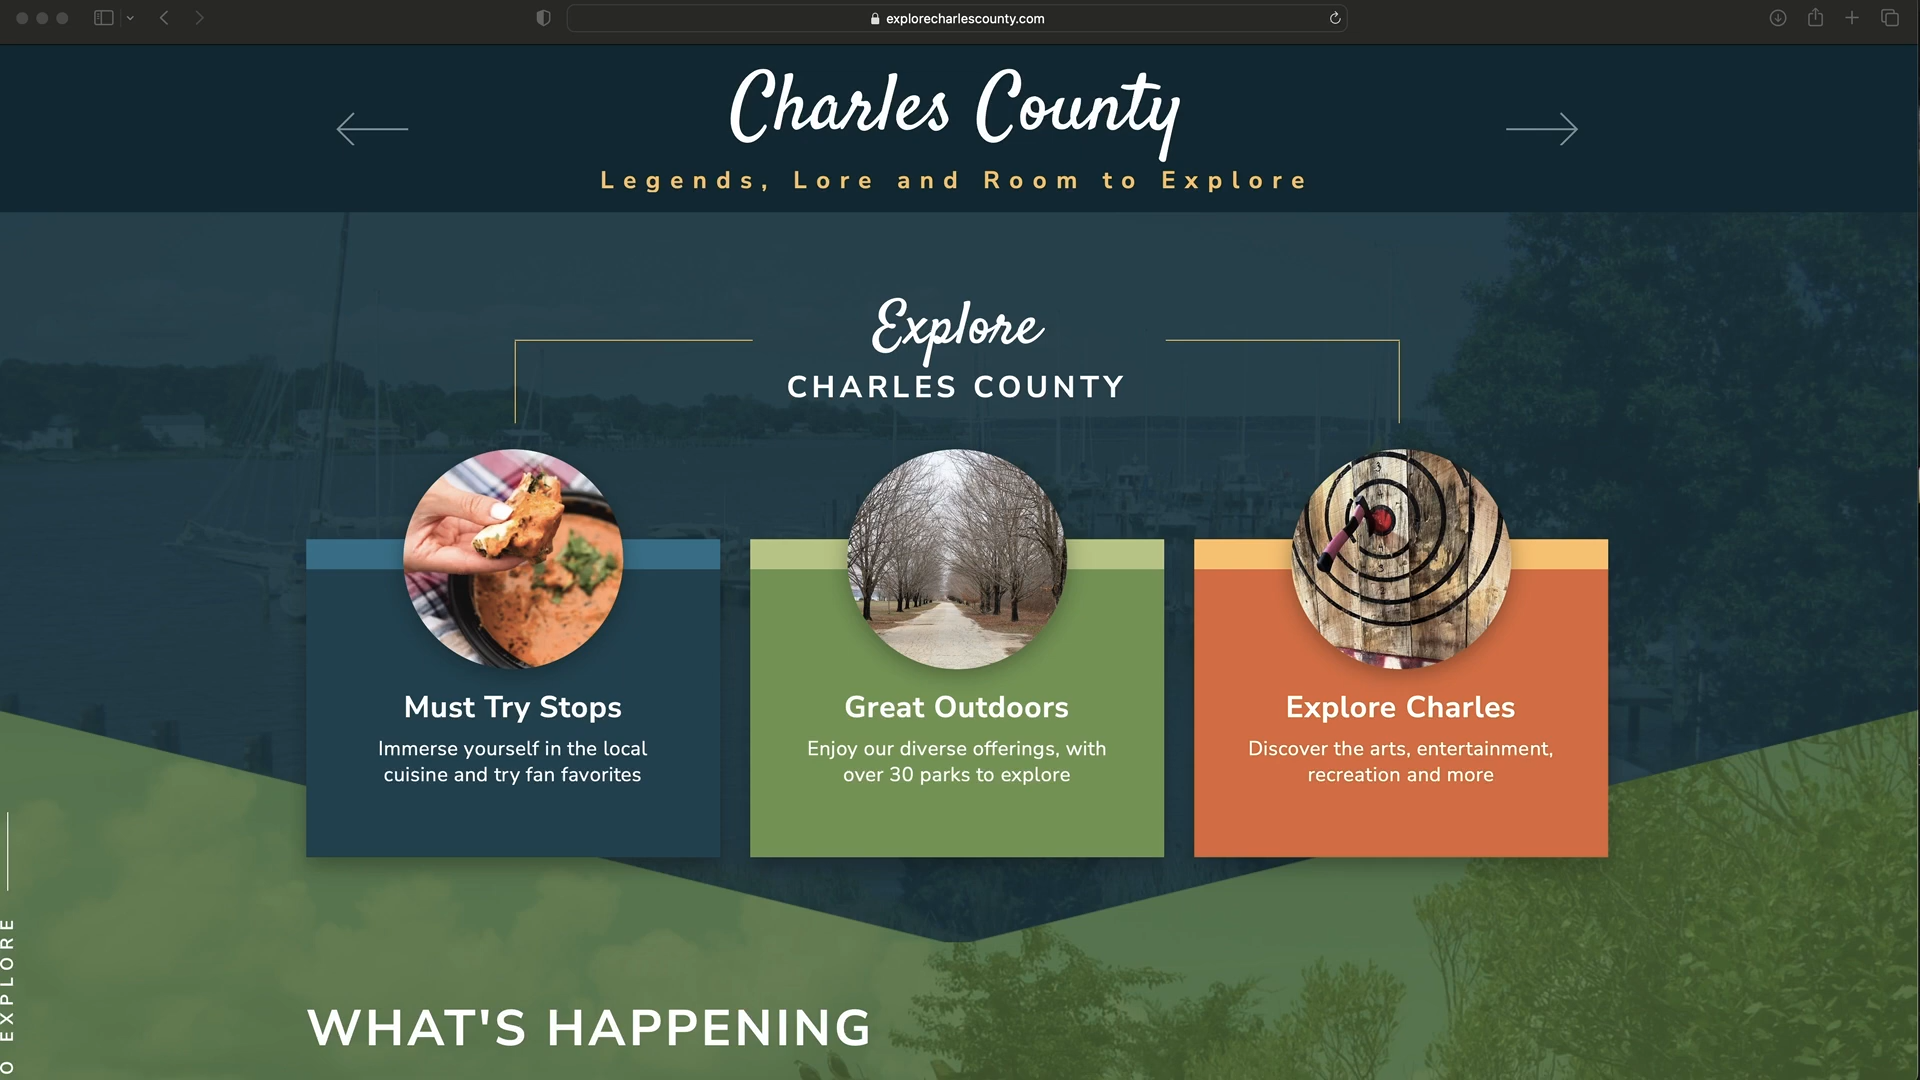 explorecharlescounty.com
Charles County
Legends, Lore and Room to Explore
Explore
CHARLES COUNTY
Must Try Stops
Immerse yourself in the local
cuisine and try fan favorites
Great Outdoors
Enjoy our diverse offerings, with
over 30 parks to explore
Explore Charles
Discover the arts, entertainment,
recreation and more
O EXPLORE
WHAT'S HAPPENING